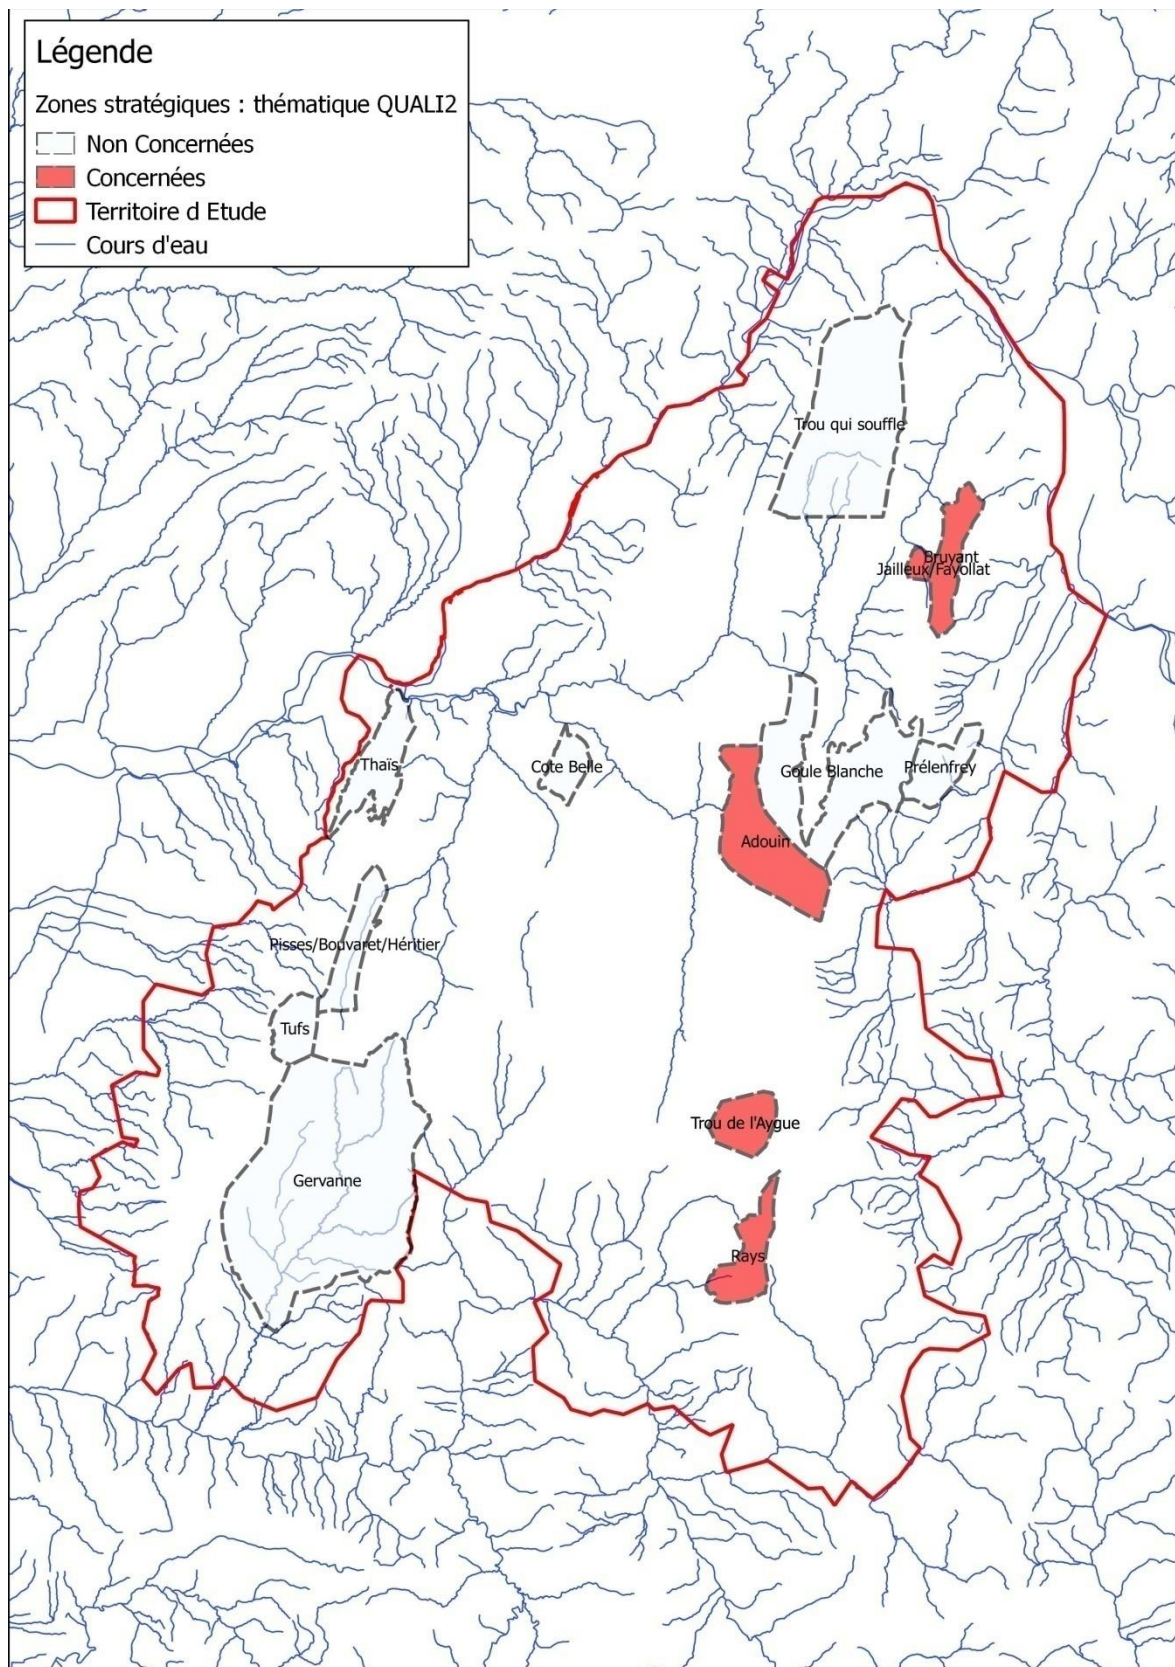 Légende
Zones stratégiques : thématique QUALI2
Non Concernées
Concernées
Territoire d Etude
Cours d'eau
Trou qui souffle
Bruyant
Jailleux/Fayollat
Thaïs
Cote Belle
Goule Blanche
Prélenfrey
Adouin
Pisses/Bouvaret/Héritier
Tufs
Trou de l'Aygue
Gervanne
Rays